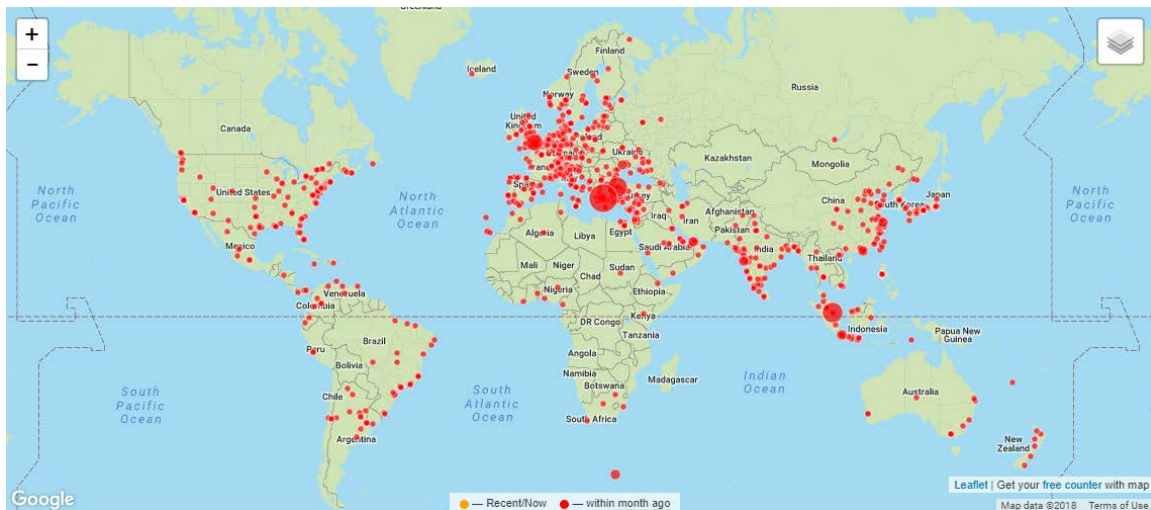 Greenland
+
−
Iceland
Finland
Sweden
Norway
Russia
United
Kingdom
Canada
Ukraine
Kazakhstan
Mongolia
North
Pacific
Ocean
United States
North
Atlantic
Ocean
Spain
Italy
Turkey
China
South Korea
Japan
North
Pacific
Ocean
Iraq
Iran
Afghanistan
Pakistan
Algeria
Libya
Egypt
Saudi Arabia
India
Mexico
Mali
Niger
Chad
Sudan
Thailand
Venezuela
Colombia
Nigeria
Ethiopia
Kenya
DR Congo
Tanzania
Indonesia
Papua New
Guinea
Brazil
Peru
Bolivia
Angola
Namibia
Botswana
Madagascar
Indian
Ocean
South
Pacific
Ocean
Chile
South
Atlantic
Ocean
Australia
South Africa
Argentina
New
Zealand
Google
— Recent/Now — within month ago
Leaflet | Get your free counter with map
Map data ©2018 Terms of Use